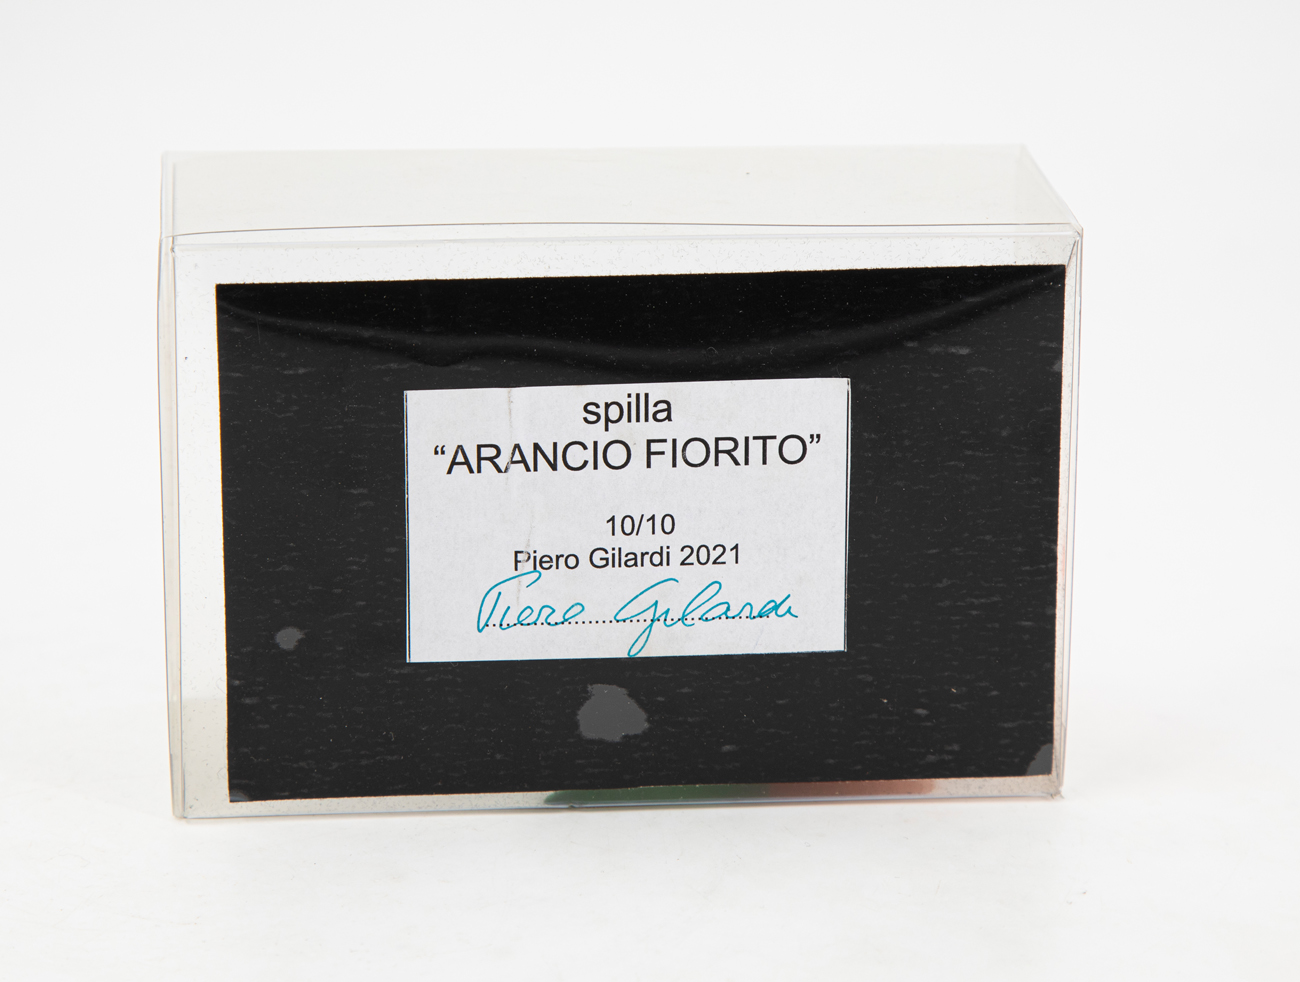 spilla
“ARANCIO FIORITO”
10/10
Piero Gilardi 2021
Piero Gilardi